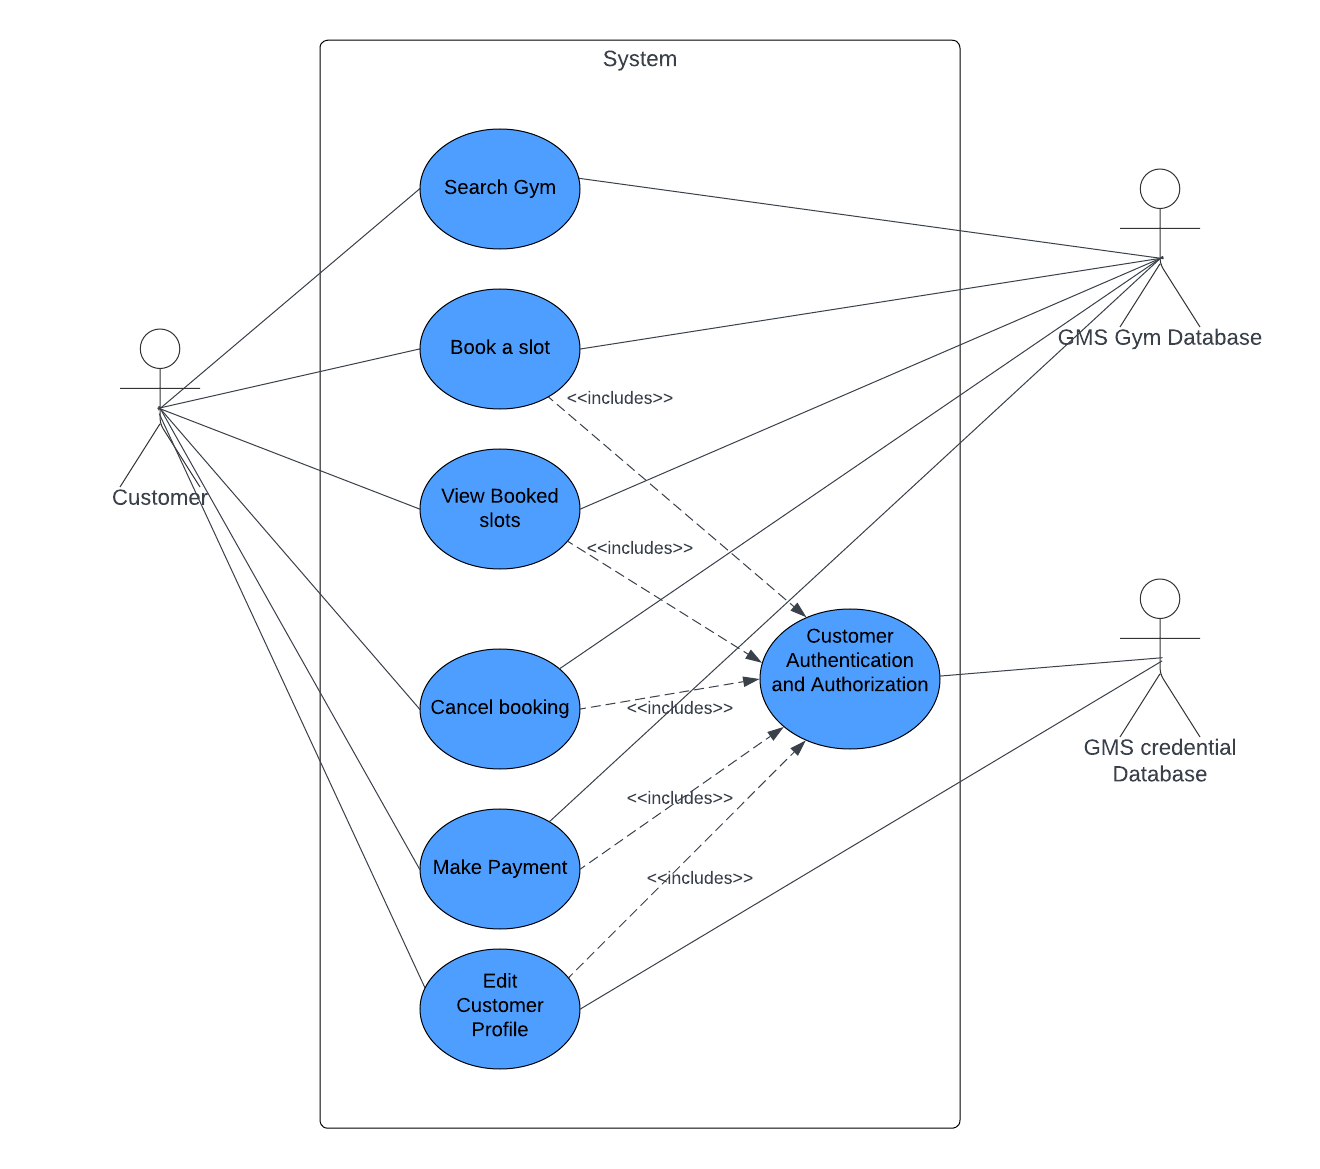 System
Search Gym
Book a slot
GMS Gym Database
<<includes>>
Customer
View Booked
slots
<<includes>>
Customer
Authentication
and Authorization
Cancel booking
<<includes>>
GMS credential
Database
<<includes>>
Make Payment
<<includes>>
Edit
Customer
Profile